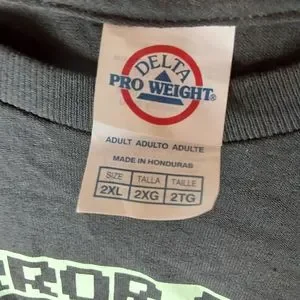 DELTA
PRO WEIGHT®
ADULT ADULTO ADULTE
MADE IN HONDURAS
SIZE TALLA TAILLE
2XL 2XG 2TG